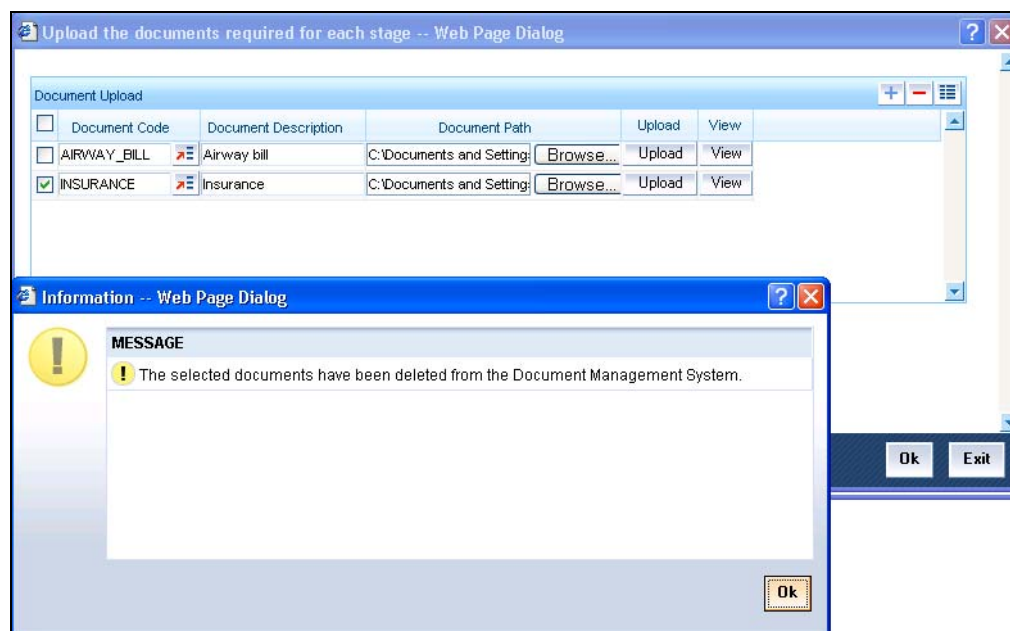 Upload the documents required for each stage -- Web Page Dialog
Document Upload
Document Code Document Description Document Path Upload View
AIRWAY_BILL Airway bill C:\Documents and Setting: Browse... Upload View
INSURANCE Insurance C:\Documents and Setting: Browse... Upload View
Information -- Web Page Dialog
MESSAGE
The selected documents have been deleted from the Document Management System.
Ok Exit
Ok